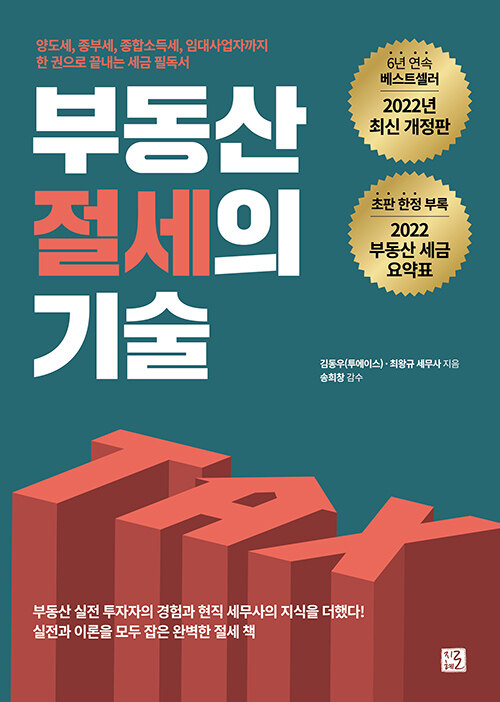 양도세, 종부세, 종합소득세, 임대사업자까지
한 권으로 끝내는 세금 필독서
부동산
절세의
기술
6년 연속
베스트셀러
2022년
최신 개정판
초판 한정 부록
2022
부동산 세금
요약표
김동우(투에이스) · 최왕규 세무사 지음
송희창 감수
TAX
부동산 실전 투자자의 경험과 현직 세무사의 지식을 더했다!
실전과 이론을 모두 잡은 완벽한 절세 책
지혜로